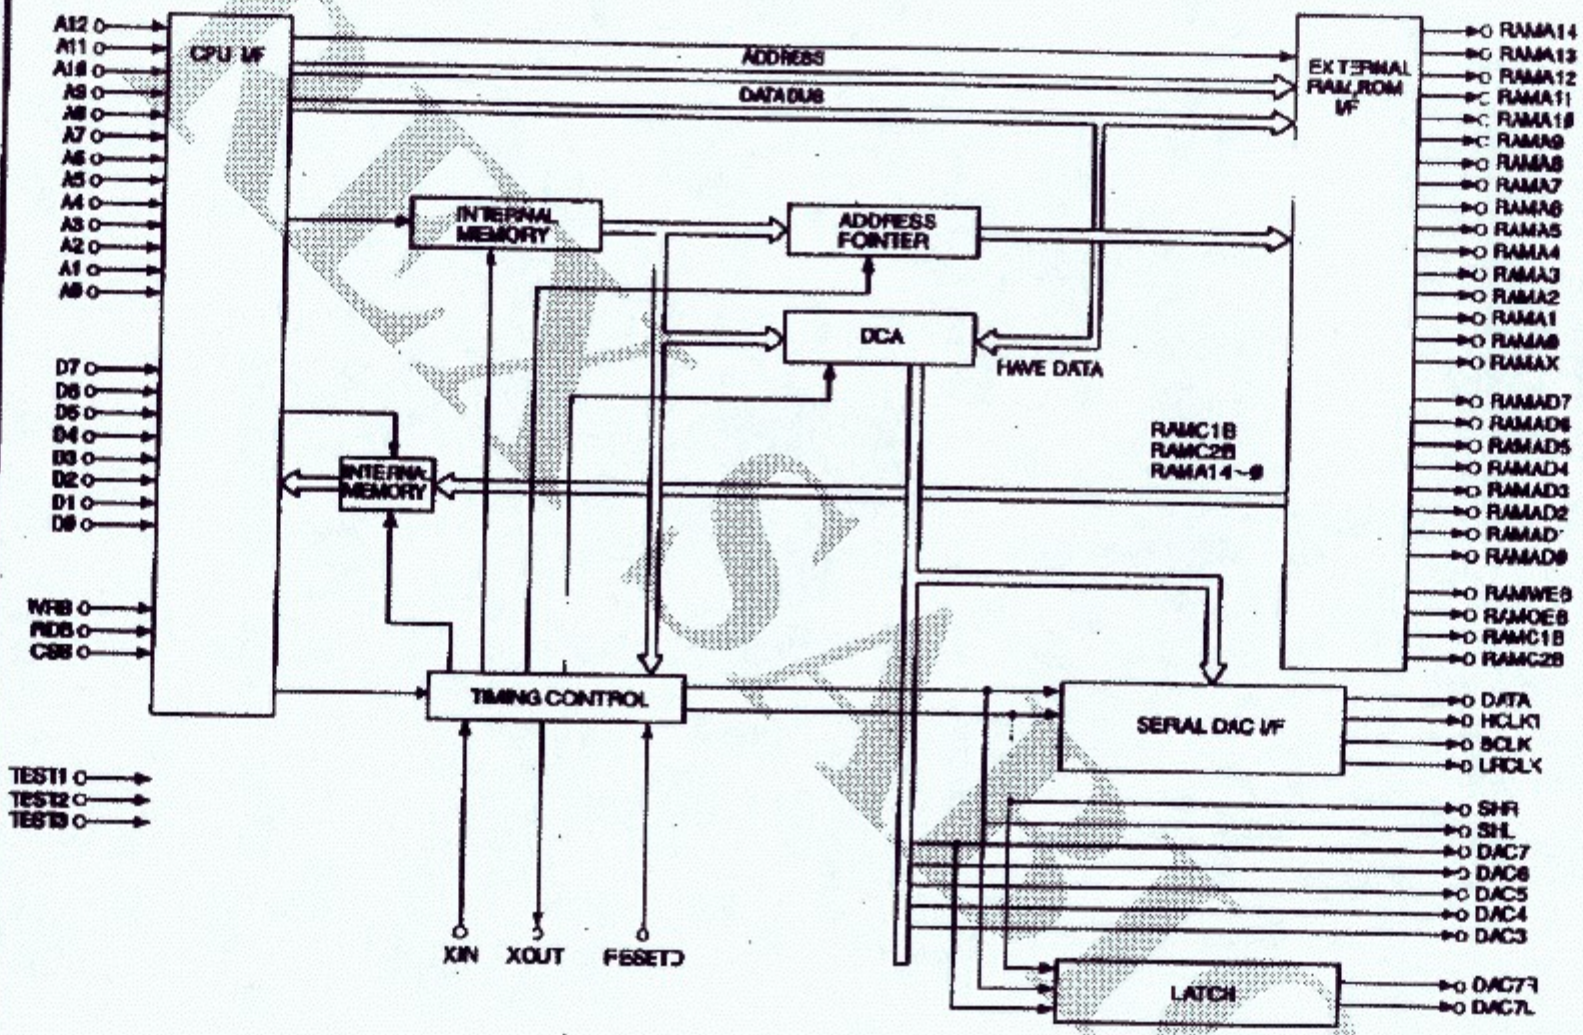 A12
A11
A10
A9
A8
A7
A6
A5
A4
A3
A2
A1
A0
D7
D6
D5
D4
D3
D2
D1
D0
WRB
RDB
CSB
TEST1
TEST2
TEST3
CPU I/F
ADDRESS
DATABUS
INTERNAL
MEMORY
ADDRESS
POINTER
DCA
HAVE DATA
RAMC1B
RAMC2B
RAMA14~0
INTERNAL
MEMORY
TIMING CONTROL
XIN
XOUT
SERIAL DAC I/F
LATCH
EXTERNAL
RAM,ROM
I/F
RAMA14
RAMA13
RAMA12
RAMA11
RAMA10
RAMA9
RAMA8
RAMA7
RAMA6
RAMA5
RAMA4
RAMA3
RAMA2
RAMA1
RAMA0
RAMAX
RAMAD7
RAMAD6
RAMAD5
RAMAD4
RAMAD3
RAMAD2
RAMAD1
RAMAD0
RAMWEB
RAMOEB
RAMC1B
RAMC2B
DATA
BCLK
LRCLK
SHR
SHL
DAC7
DAC6
DAC5
DAC4
DAC3
DAC7R
DAC7L